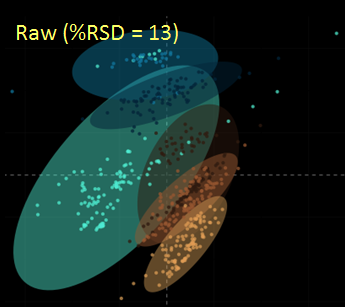 Raw (%RSD = 13)